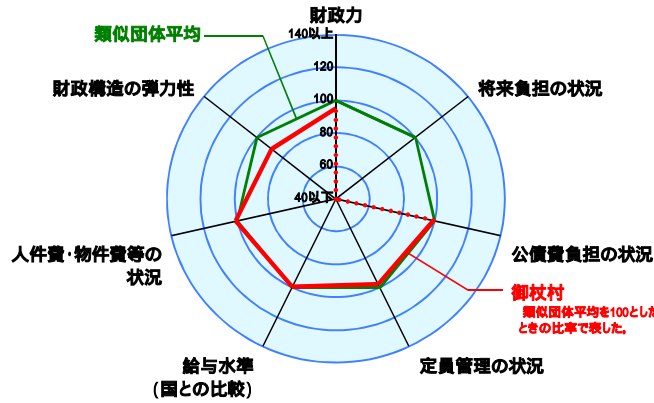 財政力
140以上
類似団体平均
120
財政構造の弾力性
将来負担の状況
100
80
60
40以下
人件費・物件費等の
状況
公債費負担の状況
御杖村
類似団体平均を100とした
ときの比率で表した。
給与水準
(国との比較)
定員管理の状況